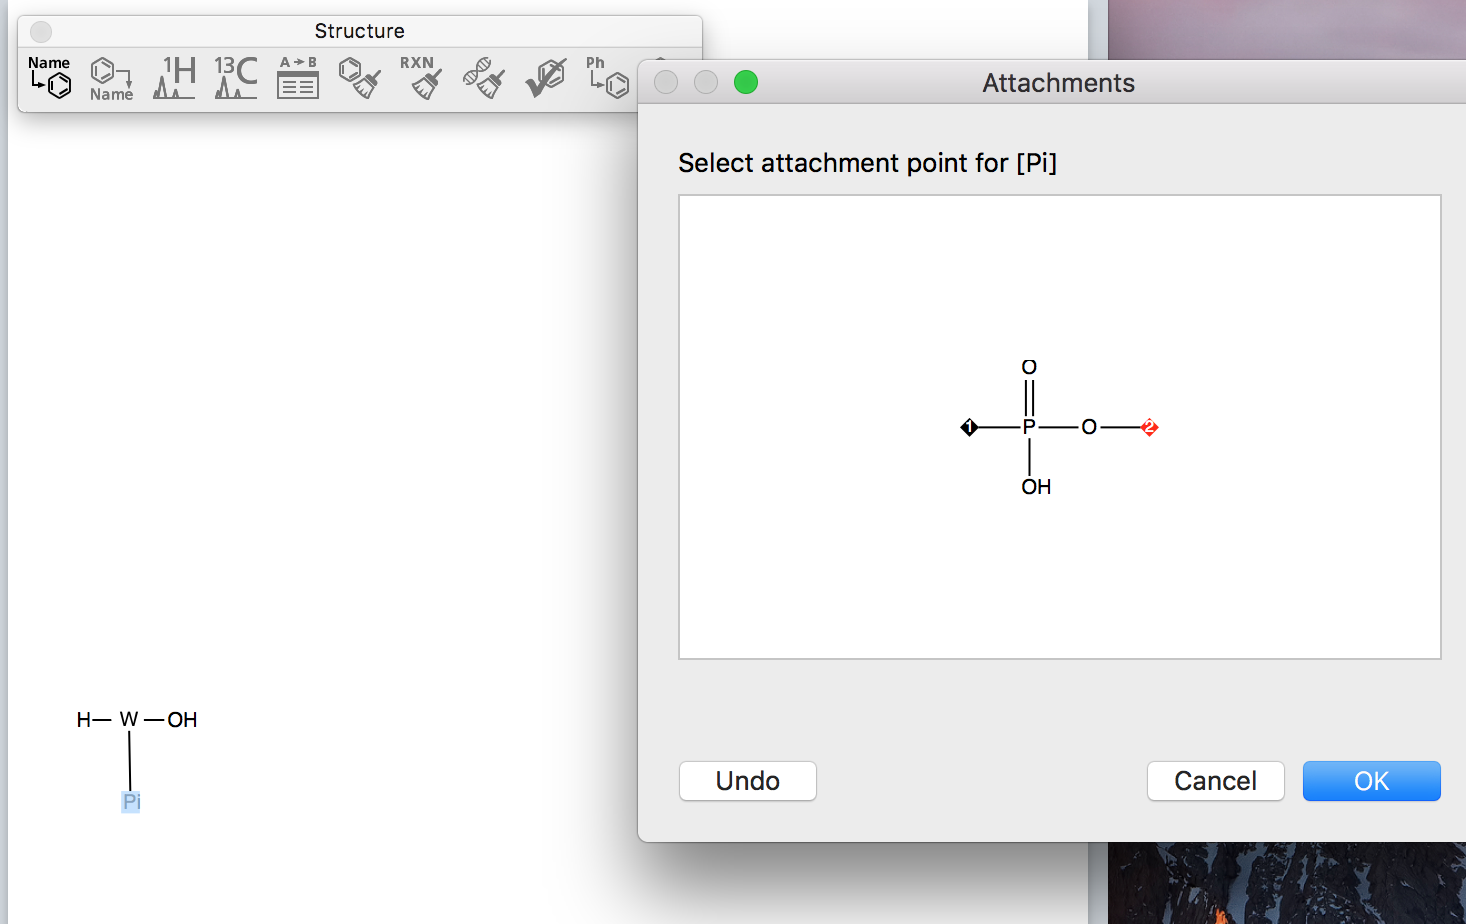 Structure
Name
Name
1H
13C
A B
RXN
Ph
Attachments
Select attachment point for [Pi]
O
1 P O 2
OH
H W OH
Pi
Undo Cancel OK